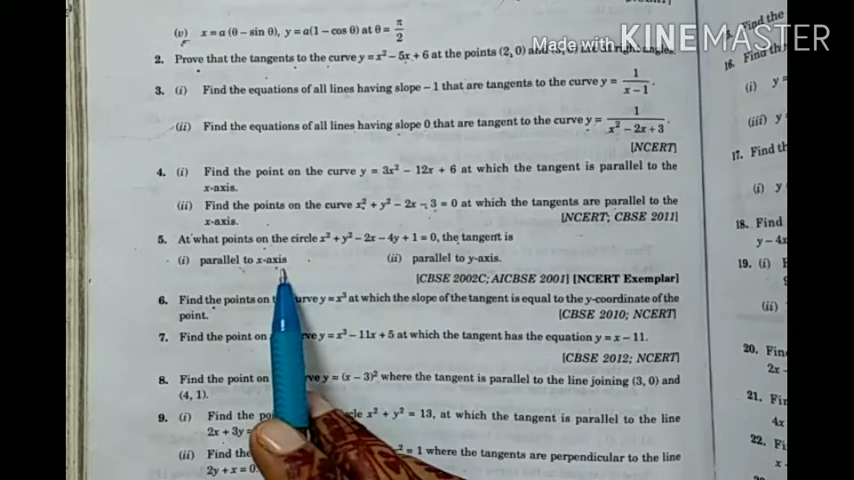 (v) x = a (θ – sin θ), y = a(1 – cos θ) at θ = π/2
Made with KINEMASTER
2. Prove that the tangents to the curve y = x² – 5x + 6 at the points (2, 0) and (3, 0) are at right angles.
3. (i) Find the equations of all lines having slope – 1 that are tangents to the curve y = 1/(x – 1).
(ii) Find the equations of all lines having slope 0 that are tangent to the curve y = 1/(x² – 2x + 3).
[NCERT]
4. (i) Find the point on the curve y = 3x² – 12x + 6 at which the tangent is parallel to the
x-axis.
(ii) Find the points on the curve x² + y² – 2x – 3 = 0 at which the tangents are parallel to the
x-axis. [NCERT; CBSE 2011]
5. At what points on the circle x² + y² – 2x – 4y + 1 = 0, the tangent is
(i) parallel to x-axis (ii) parallel to y-axis.
[CBSE 2002C; AICBSE 2001] [NCERT Exemplar]
6. Find the points on curve y = x³ at which the slope of the tangent is equal to the y-coordinate of the
point. [CBSE 2010; NCERT]
7. Find the point on y = x³ – 11x + 5 at which the tangent has the equation y = x – 11.
[CBSE 2012; NCERT]
8. Find the point on y = (x – 3)² where the tangent is parallel to the line joining (3, 0) and
(4, 1).
9. (i) Find the x² + y² = 13, at which the tangent is parallel to the line
2x + 3y =
(ii) Find the = 1 where the tangents are perpendicular to the line
2y + x = 0.
Find the
16. Find th
(i) y =
(iii) y
17. Find th
(i) y
18. Find
y – 4x
19. (i)
(ii)
20. Fin
2x
21. Fin
4x
22. Fi
x